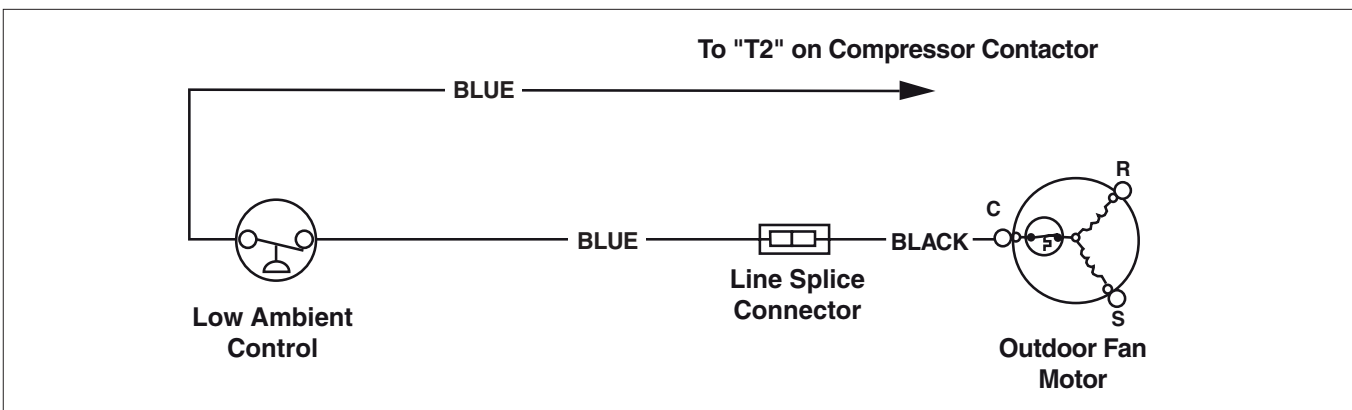 To "T2" on Compressor Contactor
BLUE
R
C
BLUE
BLACK
Line Splice
Connector
S
Low Ambient
Control
Outdoor Fan
Motor